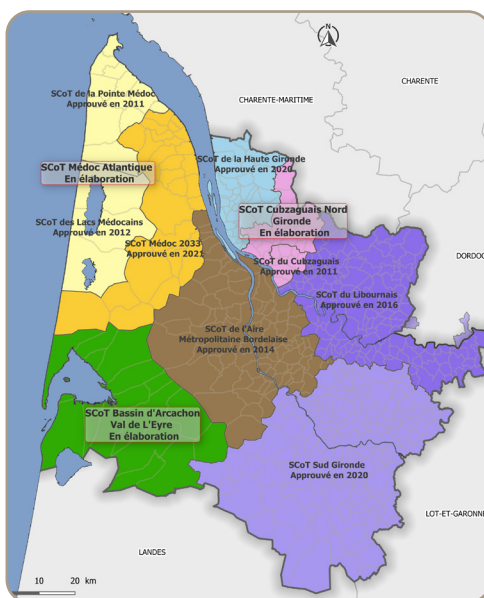 N
CHARENTE
CHARENTE-MARITIME
SCoT de la Pointe Médoc
Approuvé en 2011
SCoT de la Haute Gironde
Approuvé en 2020
SCoT Médoc Atlantique
En élaboration
SCoT Cubzaguais Nord
Gironde
En élaboration
SCoT des Lacs Médocains
Approuvé en 2012
SCoT Médoc 2033
Approuvé en 2021
SCoT du Cubzaguais
Approuvé en 2011
DORDOG
SCoT du Libournais
Approuvé en 2016
SCoT de l'Aire
Métropolitaine Bordelaise
Approuvé en 2014
SCoT Bassin d'Arcachon
Val de L'Eyre
En élaboration
SCoT Sud Gironde
Approuvé en 2020
LOT-ET-GARONNE
LANDES
10 20 km